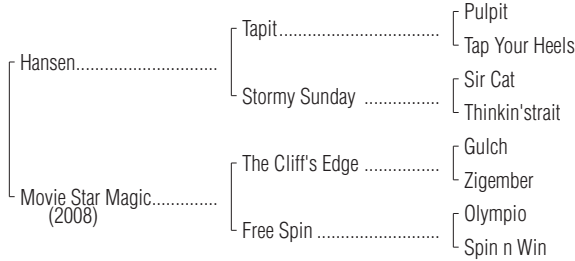 Pulpit
Tapit................................
Tap Your Heels
Hansen............................
Sir Cat
Stormy Sunday ...............
Thinkin'strait
Gulch
The Cliff's Edge ...............
Zigember
Movie Star Magic.............
(2008)
Olympio
Free Spin ........................
Spin n Win